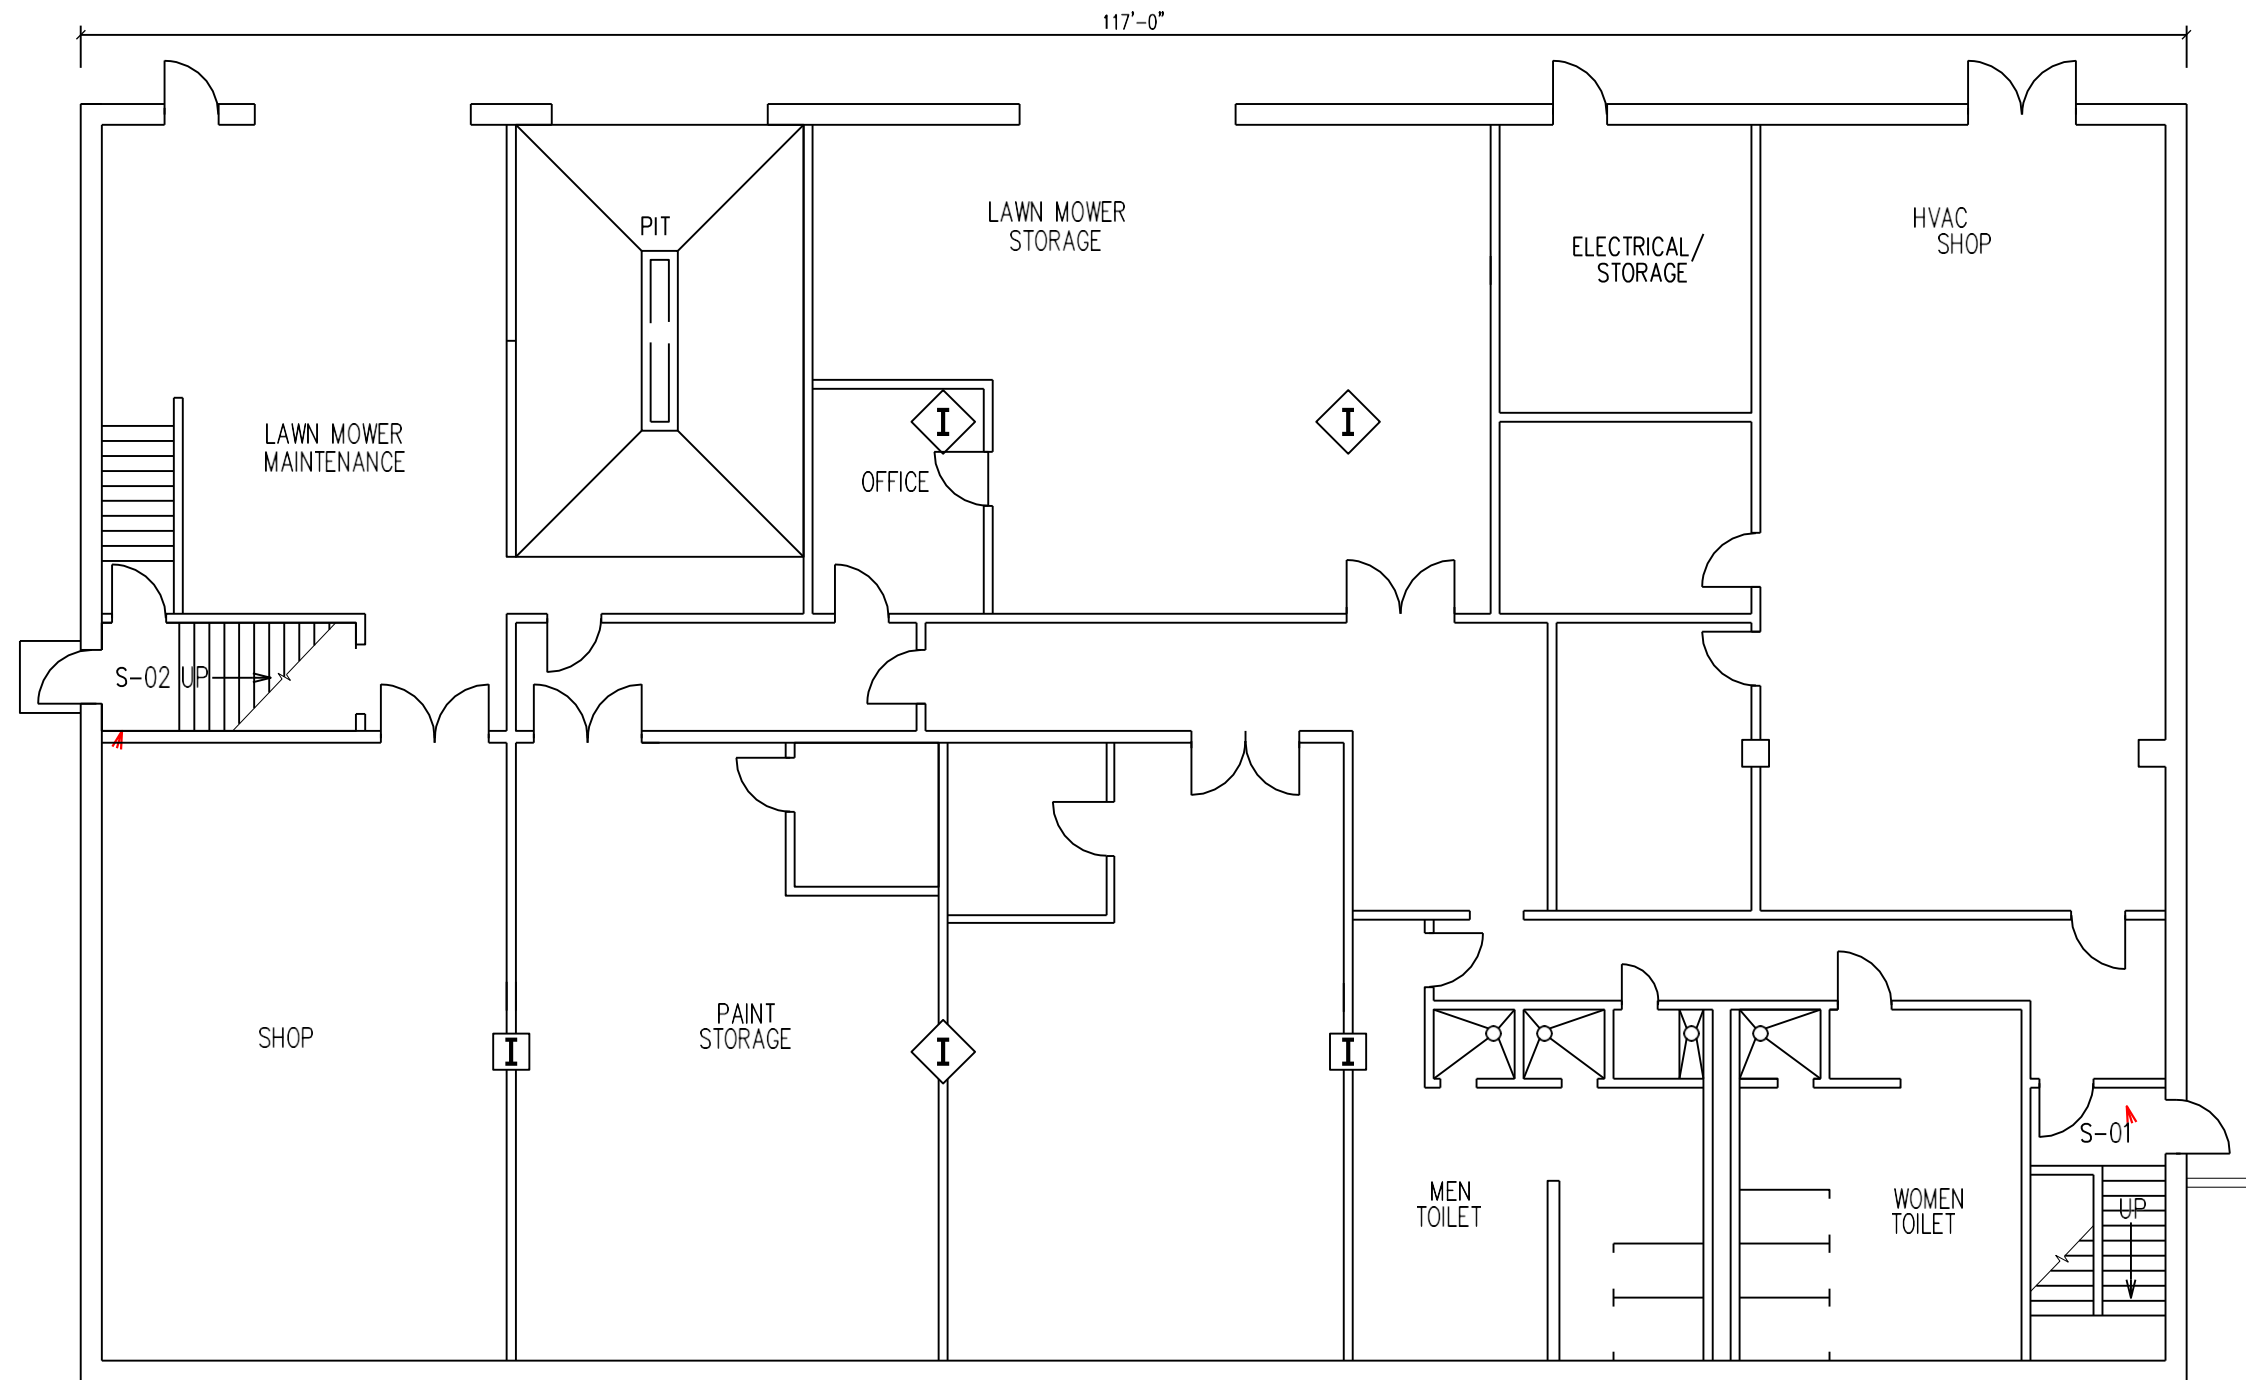 117'-0"
PIT
LAWN MOWER
STORAGE
ELECTRICAL/
STORAGE
HVAC
SHOP
LAWN MOWER
MAINTENANCE
I
I
OFFICE
S-02 UP
SHOP
PAINT
STORAGE
I
I
I
S-01
MEN
TOILET
WOMEN
TOILET
UP